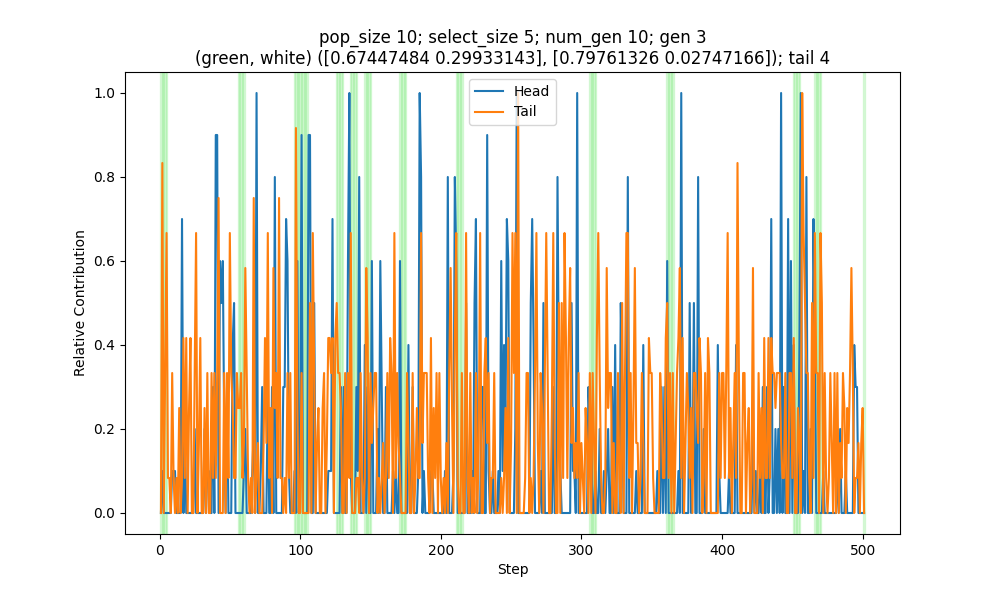 pop_size 10; select_size 5; num_gen 10; gen 3
(green, white) ([0.67447484 0.29933143], [0.79761326 0.02747166]); tail 4
Head
Tail
Relative Contribution
1.0
0.8
0.6
0.4
0.2
0.0
0
100
200
300
400
500
Step